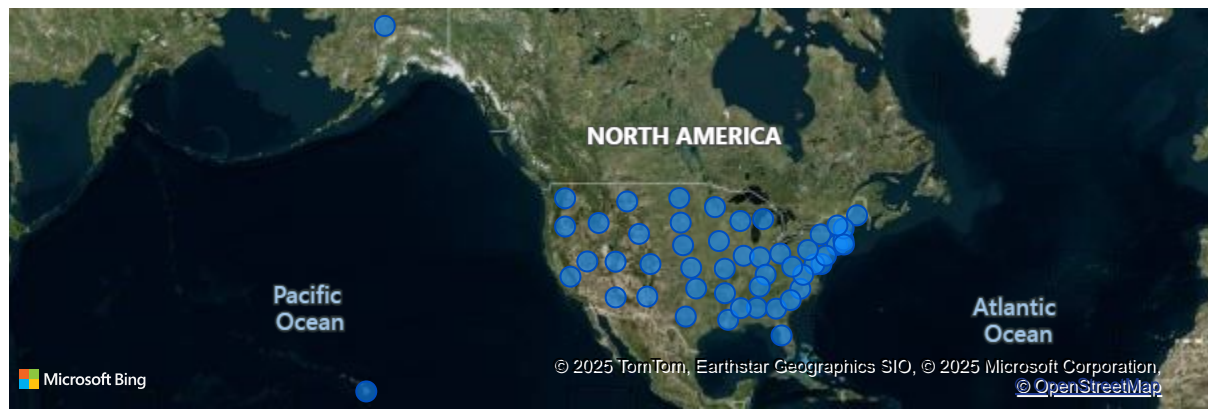 NORTH AMERICA
Pacific
Ocean
Atlantic
Ocean
Microsoft Bing
© 2025 TomTom, Earthstar Geographics SIO, © 2025 Microsoft Corporation,
© OpenStreetMap